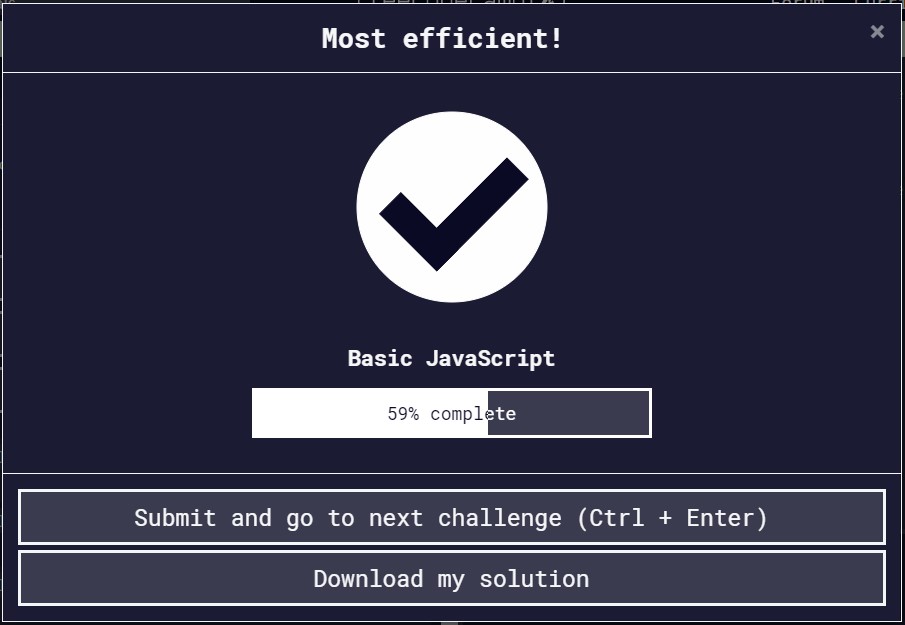 Most efficient!
×
Basic JavaScript
59% complete
Submit and go to next challenge (Ctrl + Enter)
Download my solution